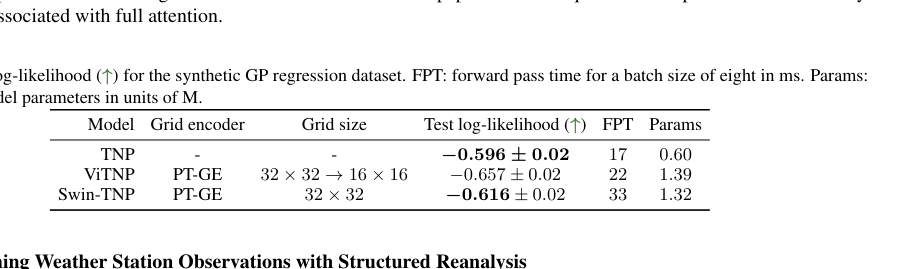 associated with full attention.
log-likelihood (↑) for the synthetic GP regression dataset. FPT: forward pass time for a batch size of eight in ms. Params:
model parameters in units of M.
Model Grid encoder Grid size Test log-likelihood (↑) FPT Params
TNP - - −0.596 ± 0.02 17 0.60
ViTNP PT-GE 32 × 32 → 16 × 16 −0.657 ± 0.02 22 1.39
Swin-TNP PT-GE 32 × 32 −0.616 ± 0.02 33 1.32
Weather Station Observations with Structured Reanalysis